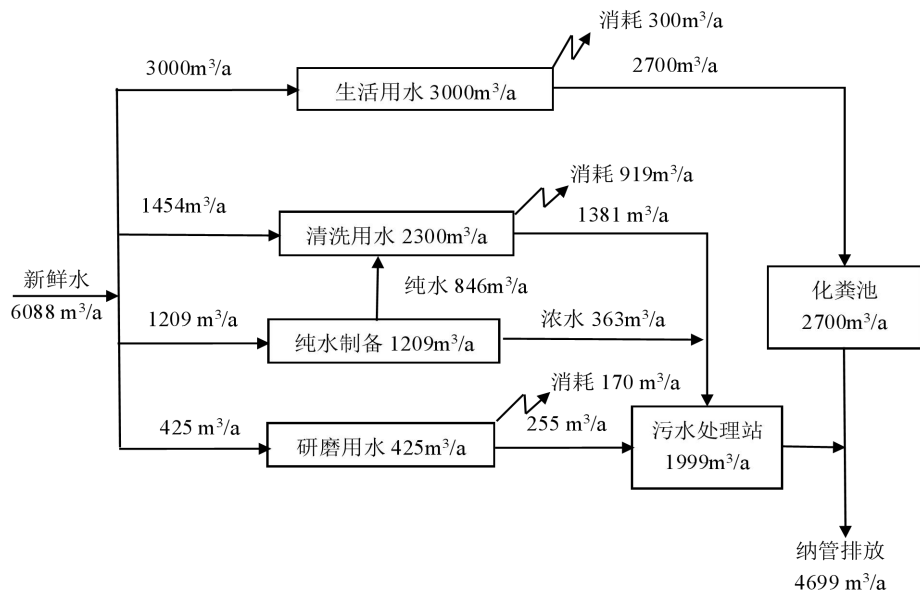 消耗 300m³/a
3000m³/a
2700m³/a
生活用水 3000m³/a
消耗 919m³/a
1454m³/a
1381 m³/a
清洗用水 2300m³/a
新鲜水
6088 m³/a
纯水 846m³/a
化粪池
2700m³/a
1209 m³/a
浓水 363m³/a
纯水制备 1209m³/a
消耗 170 m³/a
425 m³/a
255 m³/a
研磨用水 425m³/a
污水处理站
1999m³/a
纳管排放
4699 m³/a